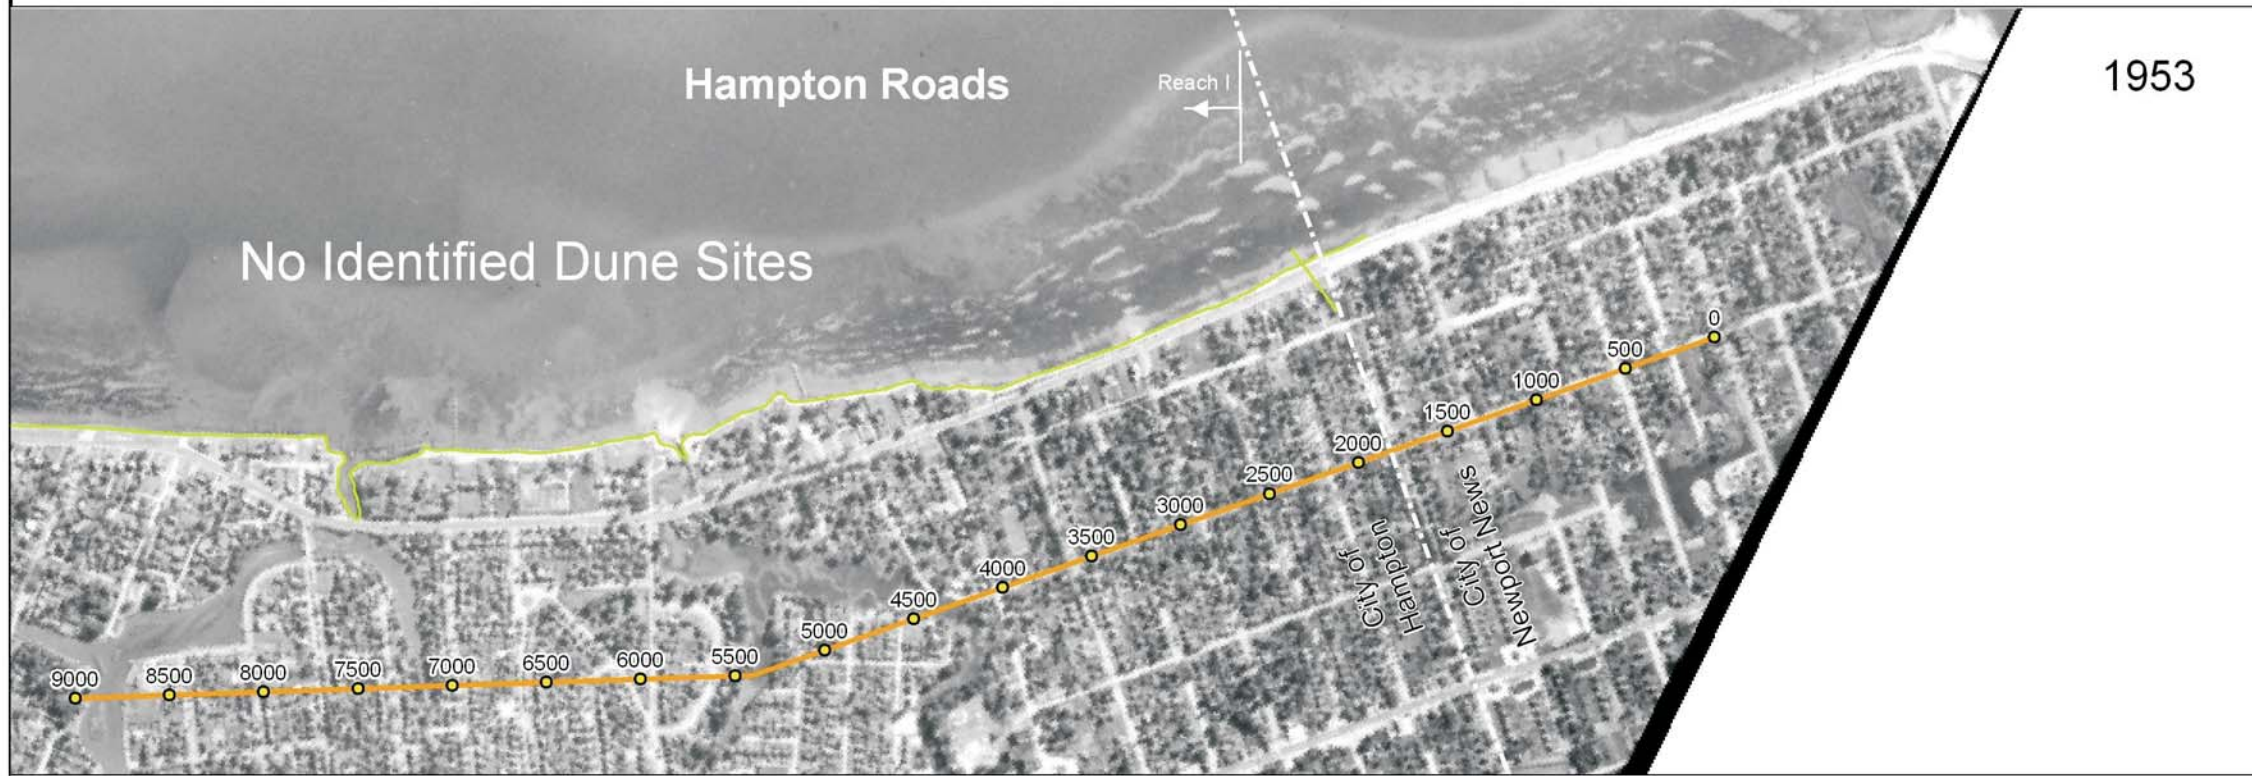 1953
Hampton Roads
Reach I
No Identified Dune Sites
0
500
1000
1500
2000
2500
3000
3500
4000
4500
5000
5500
6000
6500
7000
7500
8000
8500
9000
City of
Hampton
City of
Newport News